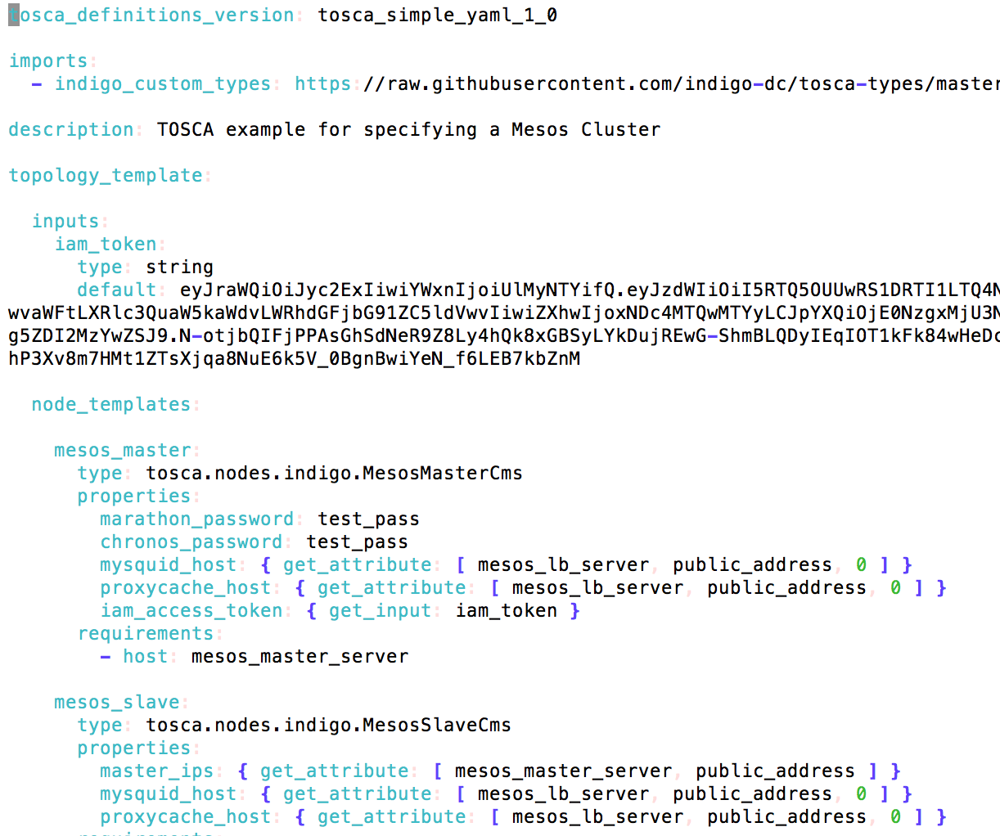 tosca_definitions_version: tosca_simple_yaml_1_0
imports:
- indigo_custom_types: https://raw.githubusercontent.com/indigo-dc/tosca-types/master
description: TOSCA example for specifying a Mesos Cluster
topology_template:
inputs:
iam_token:
type: string
default: eyJraWQiOiJyc2ExIiwiYWxnIjoiUlMyNTYifQ.eyJzdWIiOiI5RTQ5OUUwRS1DRTI1LTQ4N
wvaWFtLXRlc3QuaW5kaWdvLWRhdGFjbG91ZC5ldVwvIiwiZXhwIjoxNDc4MTQwMTYyLCJpYXQiOjE0NzgxMjU3N
g5ZDI2MzYwZSJ9.N-otjbQIFjPPAsGhSdNeR9Z8Ly4hQk8xGBSyLYkDujREwG-ShmBLQDyIEqIOT1kFk84wHeDc
hP3Xv8m7HMt1ZTsXjqa8NuE6k5V_0BgnBwiYeN_f6LEB7kbZnM
node_templates:
mesos_master:
type: tosca.nodes.indigo.MesosMasterCms
properties:
marathon_password: test_pass
chronos_password: test_pass
mysquid_host: { get_attribute: [ mesos_lb_server, public_address, 0 ] }
proxycache_host: { get_attribute: [ mesos_lb_server, public_address, 0 ] }
iam_access_token: { get_input: iam_token }
requirements:
- host: mesos_master_server
mesos_slave:
type: tosca.nodes.indigo.MesosSlaveCms
properties:
master_ips: { get_attribute: [ mesos_master_server, public_address ] }
mysquid_host: { get_attribute: [ mesos_lb_server, public_address, 0 ] }
proxycache_host: { get_attribute: [ mesos_lb_server, public_address, 0 ] }